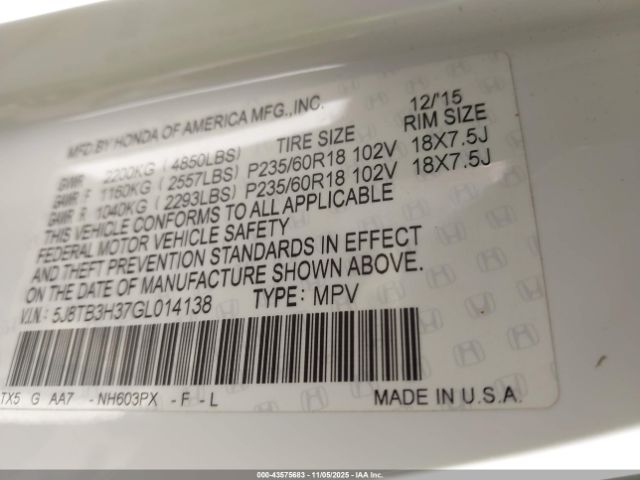 MFD BY HONDA OF AMERICA MFG.,INC. 12/'15
GVWR 2200KG (4850LBS) TIRE SIZE RIM SIZE
GAWR F 1160KG (2557LBS) P235/60R18 102V 18X7.5J
GAWR R 1040KG (2293LBS) P235/60R18 102V 18X7.5J
THIS VEHICLE CONFORMS TO ALL APPLICABLE
FEDERAL MOTOR VEHICLE SAFETY
AND THEFT PREVENTION STANDARDS IN EFFECT
ON THE DATE OF MANUFACTURE SHOWN ABOVE.
V.I.N: 5J8TB3H37GL014138 TYPE: MPV
TX5 G AA7 -NH603PX -F -L MADE IN U.S.A.
000-43575683 - 11/05/2025 - IAA Inc.